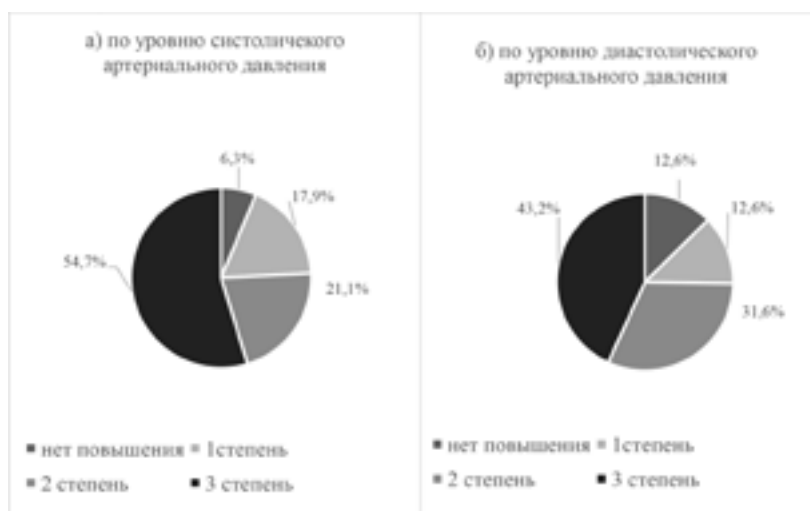 а) по уровню систоличекого
артериального давления
6,3%
17,9%
54,7%
21,1%
нет повышения 1степень
2 степень 3 степень
б) по уровню диастолического
артериального давления
12,6%
43,2%
12,6%
31,6%
нет повышения 1степень
2 степень 3 степень